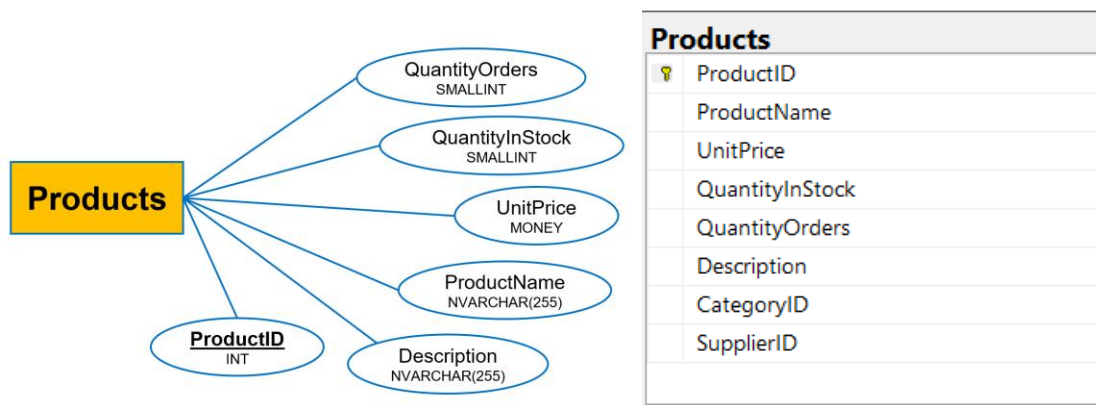 QuantityOrders
SMALLINT
QuantityInStock
SMALLINT
Products
UnitPrice
MONEY
ProductName
NVARCHAR(255)
ProductID
INT
Description
NVARCHAR(255)
Products
ProductID
ProductName
UnitPrice
QuantityInStock
QuantityOrders
Description
CategoryID
SupplierID